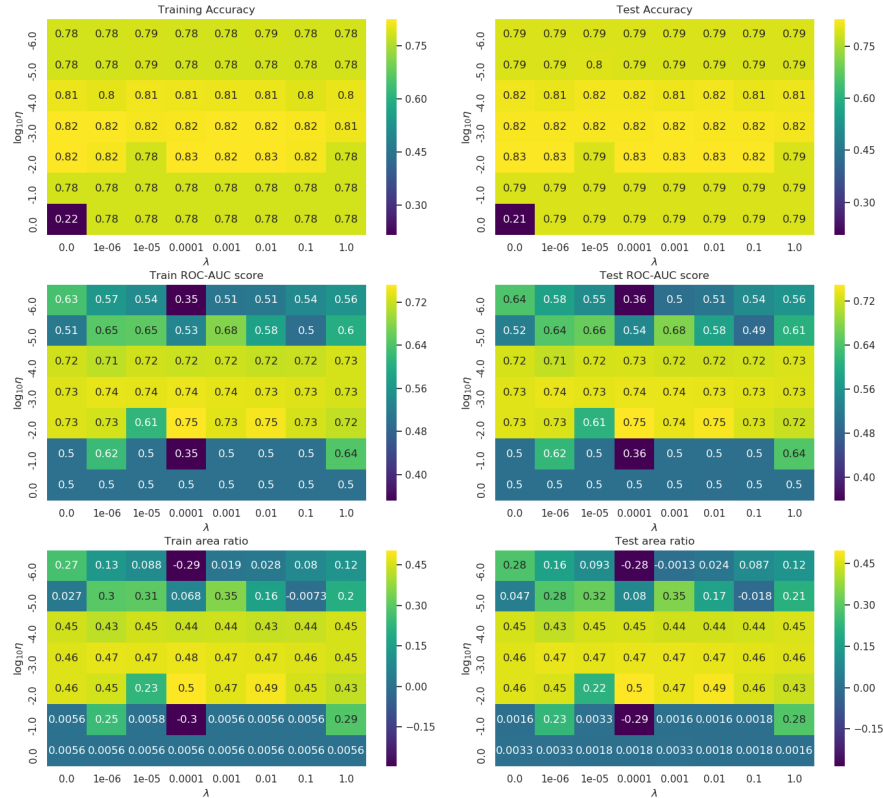 Training Accuracy
log10η
-6.0 0.78 0.78 0.79 0.78 0.78 0.78 0.78 0.78
-5.0 0.78 0.78 0.79 0.78 0.78 0.78 0.78 0.78
-4.0 0.81 0.8 0.81 0.81 0.81 0.81 0.8 0.8
-3.0 0.82 0.82 0.82 0.82 0.82 0.82 0.82 0.81
-2.0 0.82 0.82 0.78 0.83 0.82 0.83 0.82 0.78
-1.0 0.78 0.78 0.78 0.78 0.78 0.78 0.78 0.78
0.0 0.22 0.78 0.78 0.78 0.78 0.78 0.78 0.78
0.0 1e-06 1e-05 0.0001 0.001 0.01 0.1 1.0
λ
0.75
0.60
0.45
0.30
Test Accuracy
log10η
-6.0 0.79 0.79 0.79 0.79 0.79 0.79 0.79 0.79
-5.0 0.79 0.79 0.8 0.79 0.79 0.79 0.79 0.79
-4.0 0.82 0.81 0.82 0.82 0.82 0.82 0.81 0.81
-3.0 0.82 0.82 0.82 0.82 0.82 0.82 0.82 0.82
-2.0 0.83 0.83 0.79 0.83 0.83 0.83 0.82 0.79
-1.0 0.79 0.79 0.79 0.79 0.79 0.79 0.79 0.79
0.0 0.21 0.79 0.79 0.79 0.79 0.79 0.79 0.79
0.0 1e-06 1e-05 0.0001 0.001 0.01 0.1 1.0
λ
0.75
0.60
0.45
0.30
Train ROC-AUC score
log10η
-6.0 0.63 0.57 0.54 0.35 0.51 0.51 0.54 0.56
-5.0 0.51 0.65 0.65 0.53 0.68 0.58 0.5 0.6
-4.0 0.72 0.71 0.72 0.72 0.72 0.72 0.72 0.73
-3.0 0.73 0.74 0.74 0.74 0.73 0.73 0.73 0.73
-2.0 0.73 0.73 0.61 0.75 0.73 0.75 0.73 0.72
-1.0 0.5 0.62 0.5 0.35 0.5 0.5 0.5 0.64
0.0 0.5 0.5 0.5 0.5 0.5 0.5 0.5 0.5
0.0 1e-06 1e-05 0.0001 0.001 0.01 0.1 1.0
λ
0.72
0.64
0.56
0.48
0.40
Test ROC-AUC score
log10η
-6.0 0.64 0.58 0.55 0.36 0.5 0.51 0.54 0.56
-5.0 0.52 0.64 0.66 0.54 0.68 0.58 0.49 0.61
-4.0 0.72 0.71 0.72 0.72 0.72 0.72 0.72 0.73
-3.0 0.73 0.74 0.74 0.73 0.74 0.73 0.73 0.73
-2.0 0.73 0.73 0.61 0.75 0.74 0.75 0.73 0.72
-1.0 0.5 0.62 0.5 0.36 0.5 0.5 0.5 0.64
0.0 0.5 0.5 0.5 0.5 0.5 0.5 0.5 0.5
0.0 1e-06 1e-05 0.0001 0.001 0.01 0.1 1.0
λ
0.72
0.64
0.56
0.48
0.40
Train area ratio
log10η
-6.0 0.27 0.13 0.088 -0.29 0.019 0.028 0.08 0.12
-5.0 0.027 0.3 0.31 0.068 0.35 0.16 -0.0073 0.2
-4.0 0.45 0.43 0.45 0.44 0.44 0.43 0.44 0.45
-3.0 0.46 0.47 0.47 0.48 0.47 0.46 0.46 0.45
-2.0 0.46 0.45 0.23 0.5 0.47 0.49 0.45 0.43
-1.0 0.0056 0.25 0.0058 -0.3 0.0056 0.0056 0.0056 0.29
0.0 0.0056 0.0056 0.0056 0.0056 0.0056 0.0056 0.0056 0.0056
0.0 1e-06 1e-05 0.0001 0.001 0.01 0.1 1.0
λ
0.45
0.30
0.15
0.00
-0.15
Test area ratio
log10η
-6.0 0.28 0.16 0.093 -0.28 -0.0013 0.024 0.087 0.12
-5.0 0.047 0.28 0.32 0.08 0.35 0.17 -0.018 0.21
-4.0 0.45 0.43 0.45 0.44 0.45 0.44 0.44 0.45
-3.0 0.46 0.47 0.47 0.47 0.47 0.46 0.46 0.45
-2.0 0.46 0.46 0.22 0.5 0.47 0.49 0.46 0.43
-1.0 0.0016 0.23 0.0033 -0.29 0.0016 0.0016 0.0018 0.28
0.0 0.0033 0.0033 0.0018 0.0018 0.0033 0.0018 0.0018 0.0016
0.0 1e-06 1e-05 0.0001 0.001 0.01 0.1 1.0
λ
0.45
0.30
0.15
0.00
-0.15